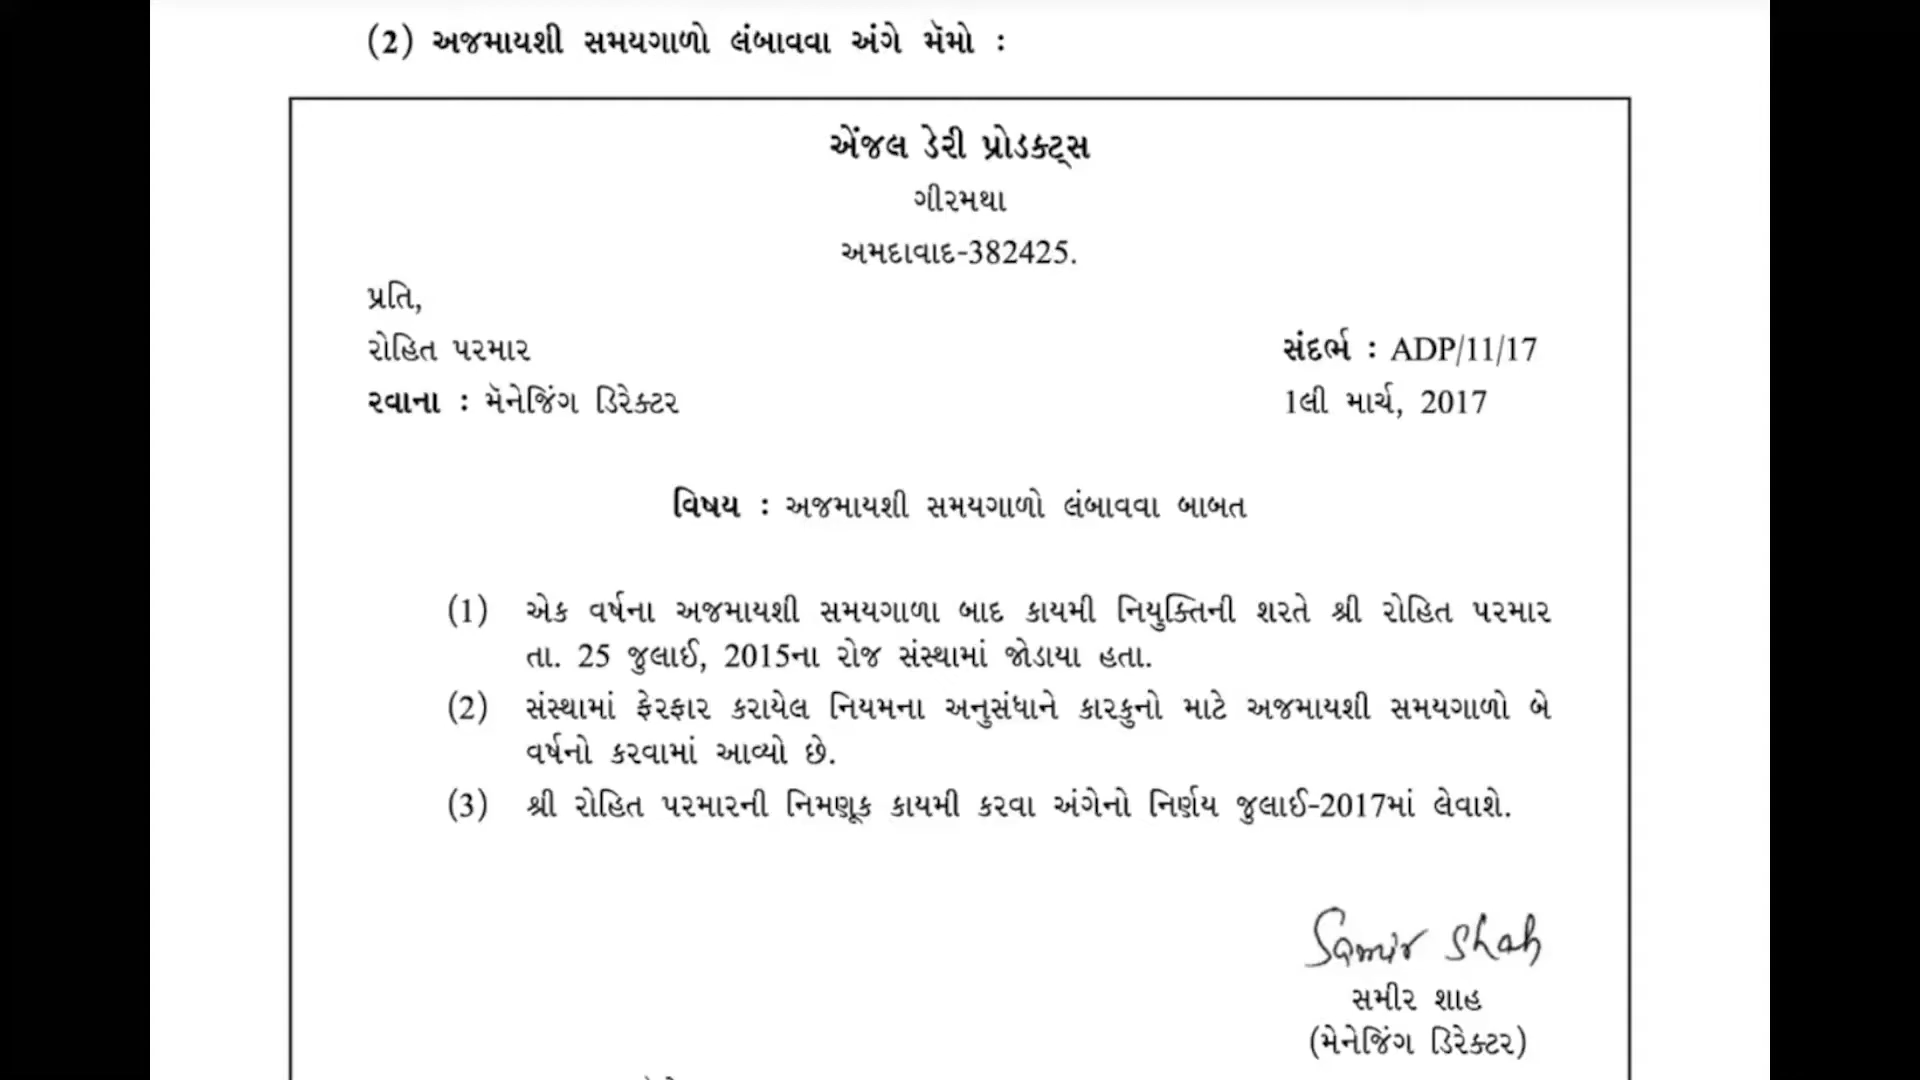 (2) અજમાયશી સમયગાળો લંબાવવા અંગે મૅમો :
એંજલ ડેરી પ્રોડક્ટ્સ
ગીરમથા
અમદાવાદ-382425.
પ્રતિ,
રોહિત પરમાર
સંદર્ભ : ADP/11/17
રવાના : મૅનેજિંગ ડિરેક્ટર
1લી માર્ચ, 2017
વિષય : અજમાયશી સમયગાળો લંબાવવા બાબત
(1) એક વર્ષના અજમાયશી સમયગાળા બાદ કાયમી નિયુક્તિની શરતે શ્રી રોહિત પરમાર
તા. 25 જુલાઈ, 2015ના રોજ સંસ્થામાં જોડાયા હતા.
(2) સંસ્થામાં ફેરફાર કરાયેલ નિયમના અનુસંધાને કારકુનો માટે અજમાયશી સમયગાળો બે
વર્ષનો કરવામાં આવ્યો છે.
(3) શ્રી રોહિત પરમારની નિમણૂક કાયમી કરવા અંગેનો નિર્ણય જુલાઈ-2017માં લેવાશે.
Samir Shah
સમીર શાહ
(મેનેજિંગ ડિરેક્ટર)